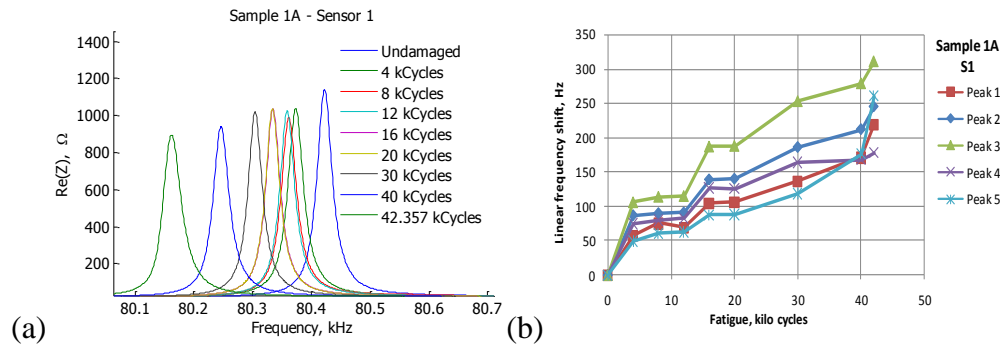 Sample 1A - Sensor 1
Re(Z), Ω
1400
1200
1000
800
600
400
200
80.1 80.2 80.3 80.4 80.5 80.6 80.7
Frequency, kHz
Undamaged
4 kCycles
8 kCycles
12 kCycles
16 kCycles
20 kCycles
30 kCycles
40 kCycles
42.357 kCycles
(a)
Linear frequency shift, Hz
350
300
250
200
150
100
50
0
0 10 20 30 40 50
Fatigue, kilo cycles
Sample 1A
S1
Peak 1
Peak 2
Peak 3
Peak 4
Peak 5
(b)